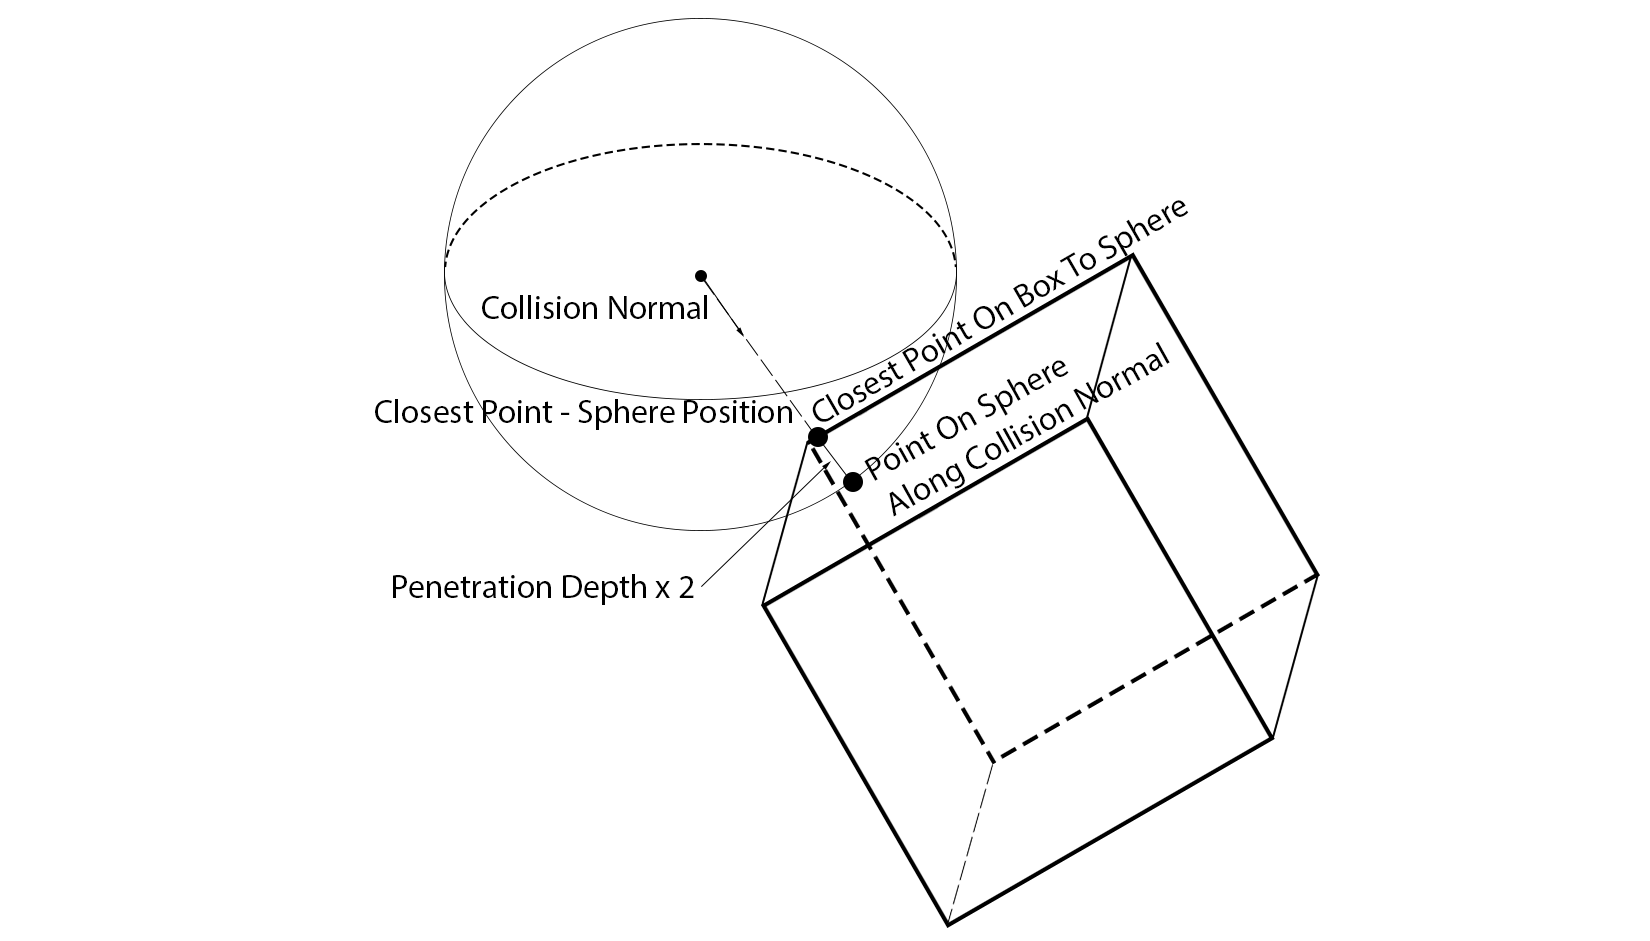 Collision Normal
Closest Point On Box To Sphere
Closest Point - Sphere Position
Point On Sphere
Along Collision Normal
Penetration Depth x 2